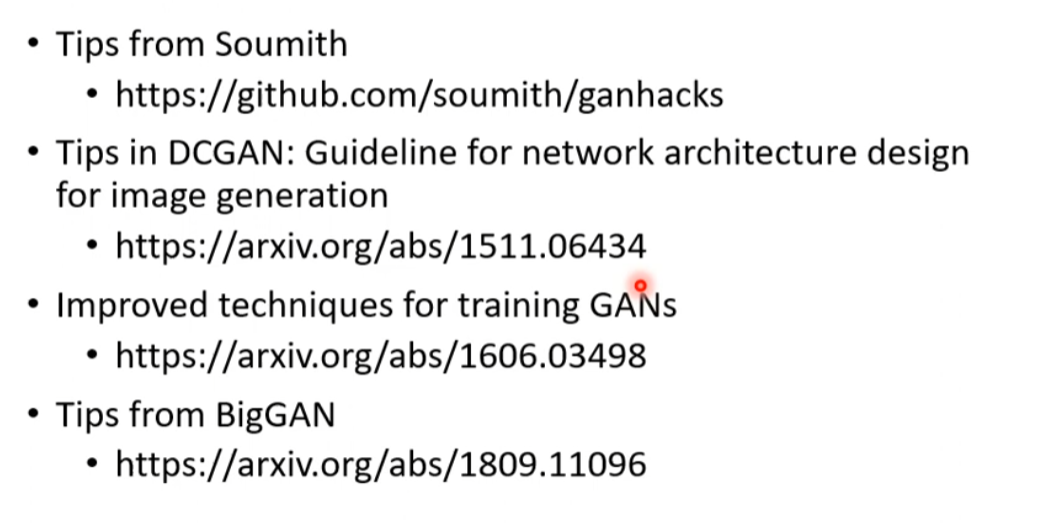 • Tips from Soumith
• https://github.com/soumith/ganhacks
• Tips in DCGAN: Guideline for network architecture design
for image generation
• https://arxiv.org/abs/1511.06434
• Improved techniques for training GANs
• https://arxiv.org/abs/1606.03498
• Tips from BigGAN
• https://arxiv.org/abs/1809.11096